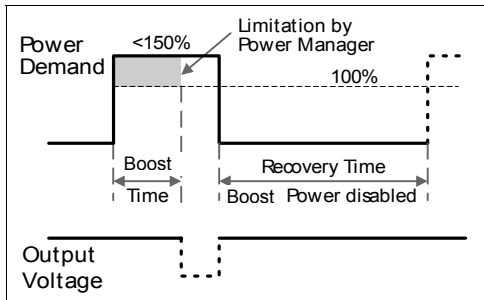 Power
Demand
<150%
Limitation by
Power Manager
100%
Boost
Time
Recovery Time
Boost Power disabled
Output
Voltage